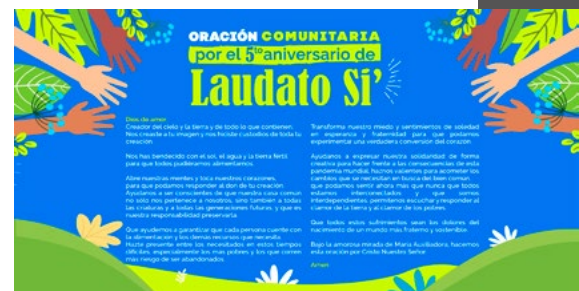 ORACIÓN COMUNITARIA
por el 5to aniversario de
Laudato Si’
Dios de amor
Creador del cielo y la tierra y de todo lo que contienen.
Nos creaste a tu imagen y nos hiciste custodios de toda tu
creación.
Nos has bendecido con el sol, el agua y la tierra fértil
para que todos pudiéramos alimentarnos.
Abre nuestras mentes y toca nuestros corazones,
para que podamos responder al don de tu creación.
Ayúdanos a ser conscientes de que nuestra casa común
no solo nos pertenece a nosotros, sino también a todas
las criaturas y a todas las generaciones futuras, y que es
nuestra responsabilidad preservarla.
Que ayudemos a garantizar que cada persona cuente con
la alimentación y los demás recursos que necesita.
Hazte presente entre los necesitados en estos tiempos
difíciles, especialmente los más pobres y los que corren
más riesgo de ser abandonados.
Transforma nuestro miedo y sentimientos de soledad
en esperanza y fraternidad para que podamos
experimentar una verdadera conversión del corazón.
Ayúdanos a expresar nuestra solidaridad de forma
creativa para hacer frente a las consecuencias de esta
pandemia mundial, haznos valientes para acometer los
cambios que se necesitan en busca del bien común.
que podamos sentir ahora más que nunca que todos
estamos interconectados y que somos
interdependientes, permítenos escuchar y responder al
clamor de la tierra y al clamor de los pobres.
Que todos estos sufrimientos sean los dolores del
nacimiento de un mundo más fraterno y sostenible.
Bajo la amorosa mirada de María Auxiliadora, hacemos
esta oración por Cristo Nuestro Señor
Amén